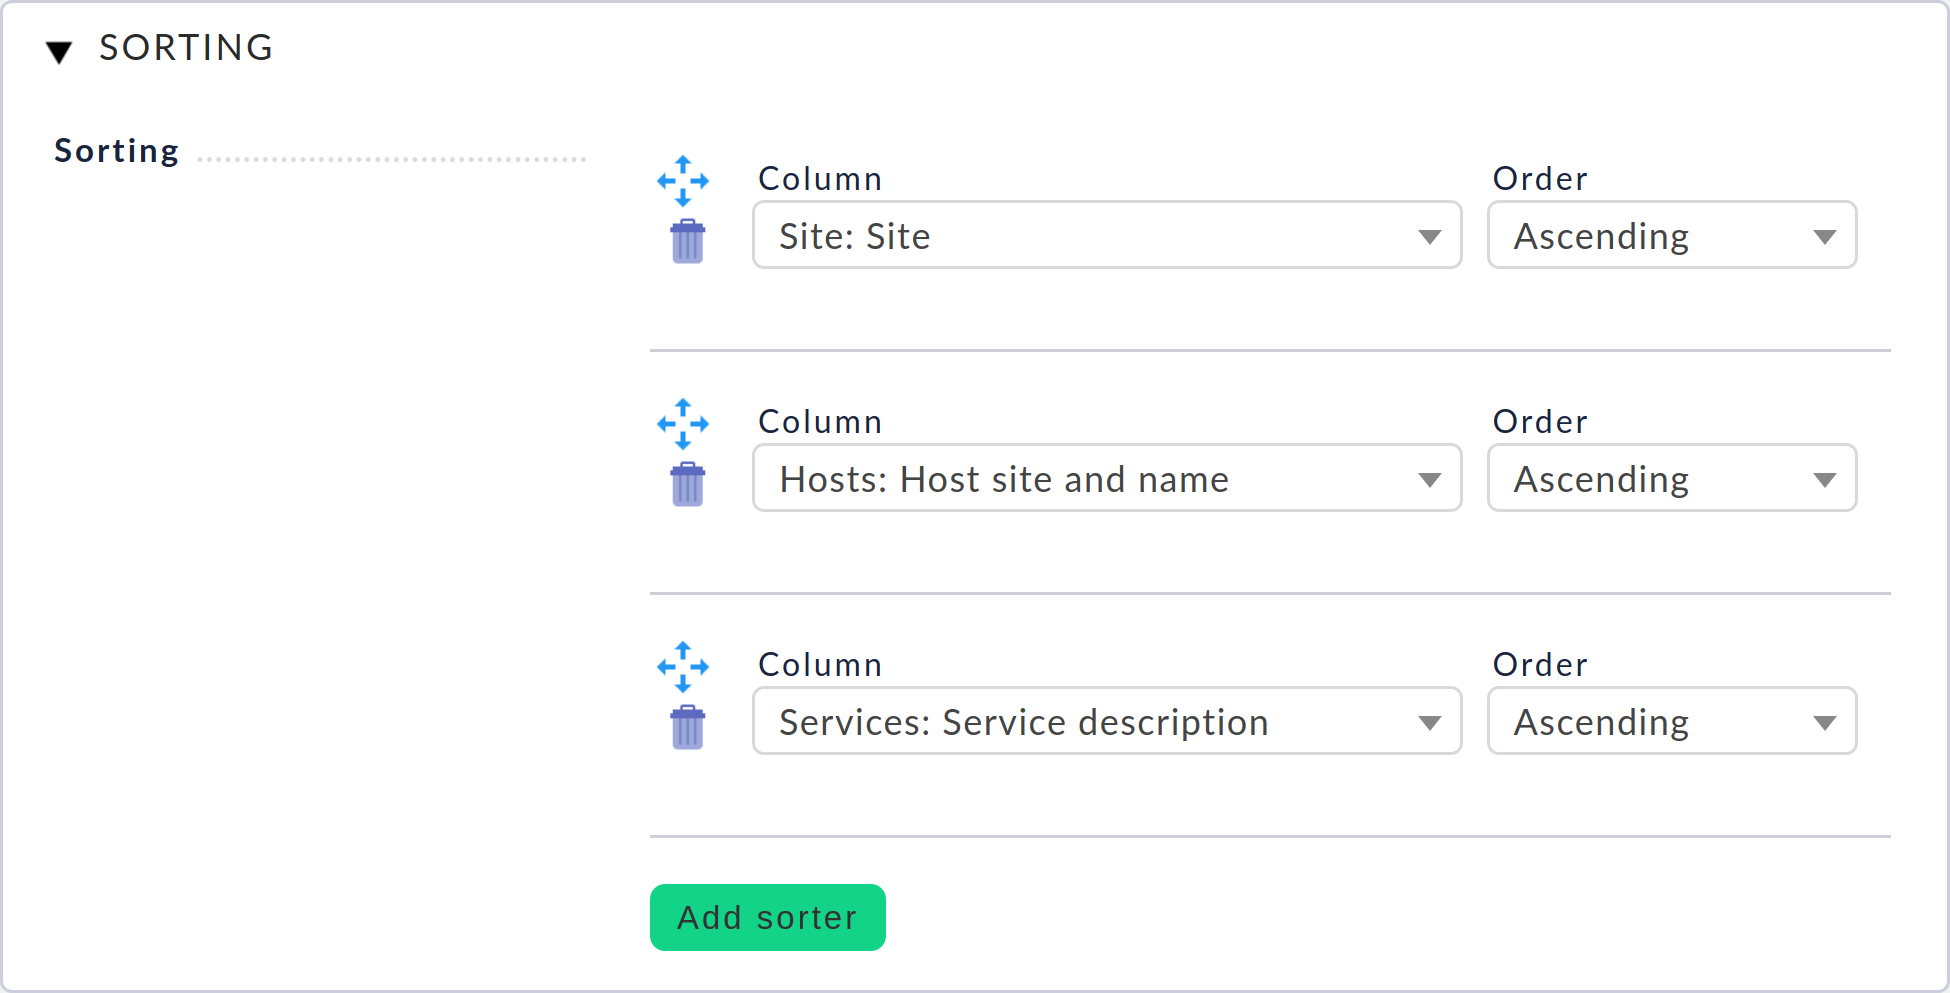 SORTING
Sorting
Column Order
Site: Site Ascending
Column Order
Hosts: Host site and name Ascending
Column Order
Services: Service description Ascending
Add sorter